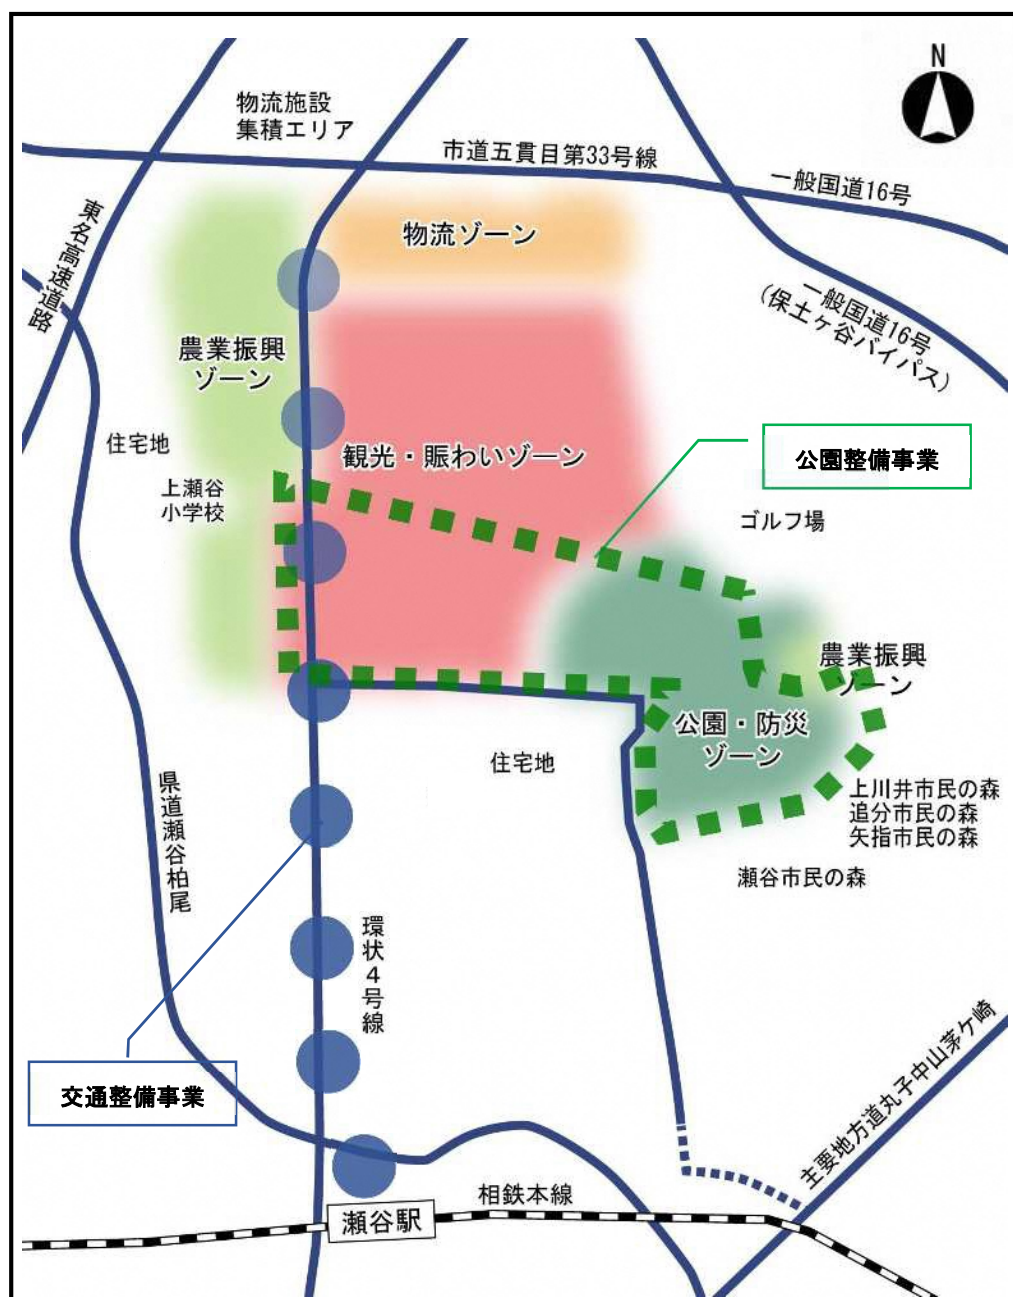 N
物流施設
集積エリア
市道五貫目第33号線
一般国道16号
東名高速道路
物流ゾーン
一般国道16号
(保土ヶ谷バイパス)
農業振興
ゾーン
住宅地
観光・賑わいゾーン
公園整備事業
上瀬谷
小学校
ゴルフ場
農業振興
ゾーン
公園・防災
ゾーン
住宅地
県道瀬谷柏尾
上川井市民の森
追分市民の森
矢指市民の森
瀬谷市民の森
環状4号線
主要地方道丸子中山茅ケ崎
交通整備事業
相鉄本線
瀬谷駅